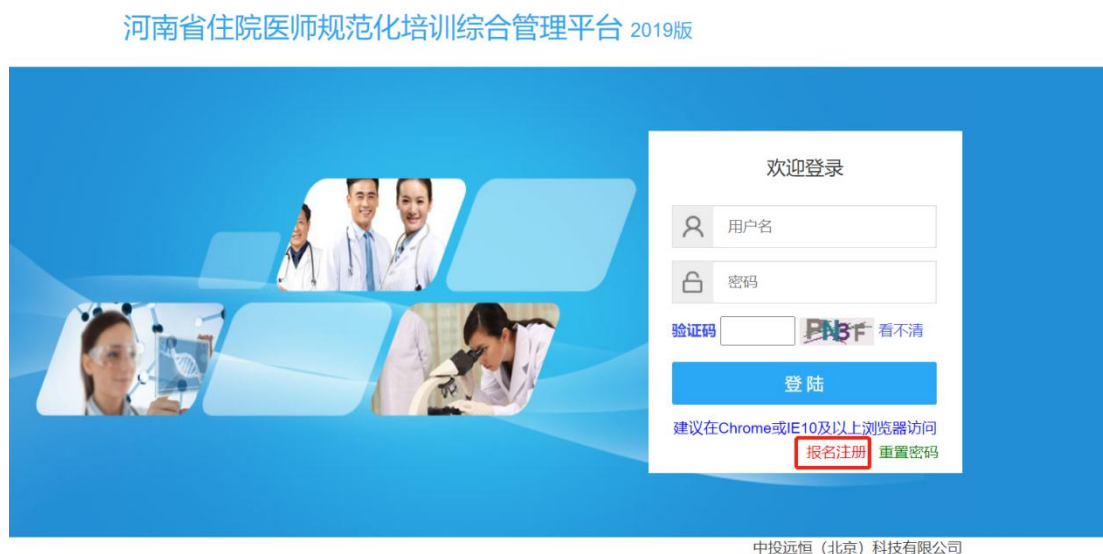 河南省住院医师规范化培训综合管理平台 2019版
欢迎登录
用户名
密码
验证码 PN3F 看不清
登陆
建议在Chrome或IE10及以上浏览器访问
报名注册 重置密码
中投远恒（北京）科技有限公司